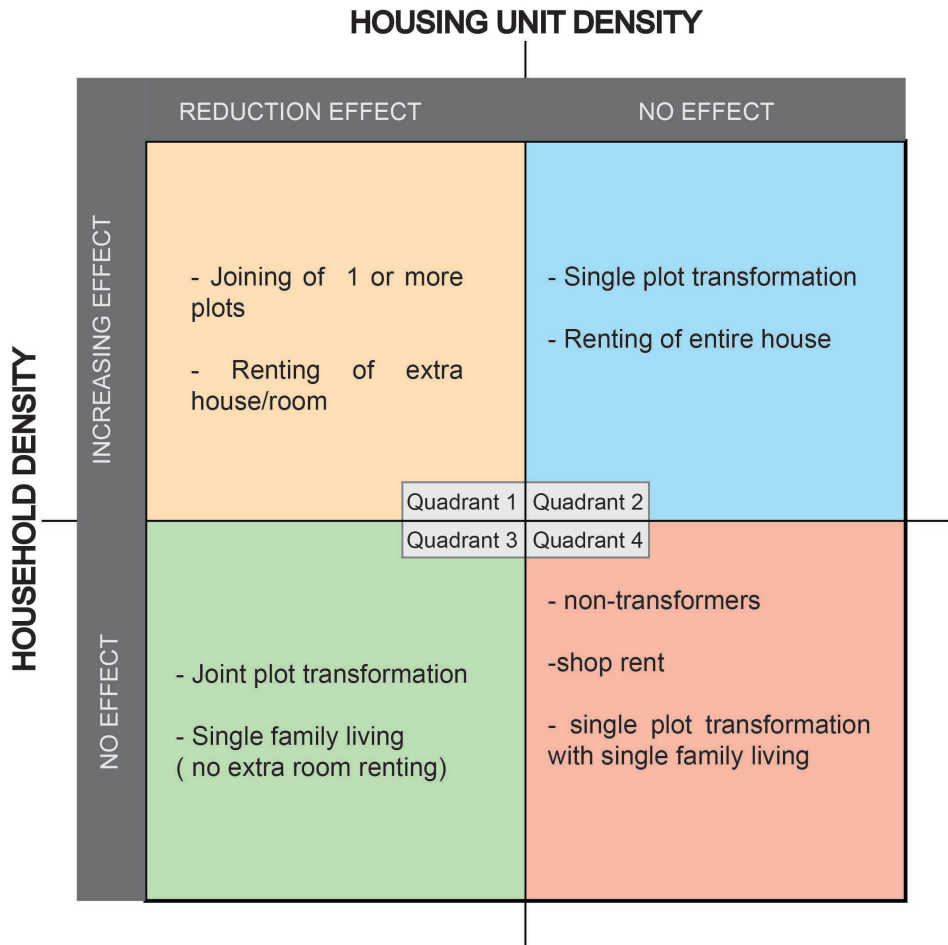 HOUSING UNIT DENSITY
REDUCTION EFFECT
NO EFFECT
HOUSEHOLD DENSITY
INCREASING EFFECT
NO EFFECT
- Joining of 1 or more
plots
- Renting of extra
house/room
- Single plot transformation
- Renting of entire house
Quadrant 1
Quadrant 2
Quadrant 3
Quadrant 4
- Joint plot transformation
- Single family living
( no extra room renting)
- non-transformers
-shop rent
- single plot transformation
with single family living